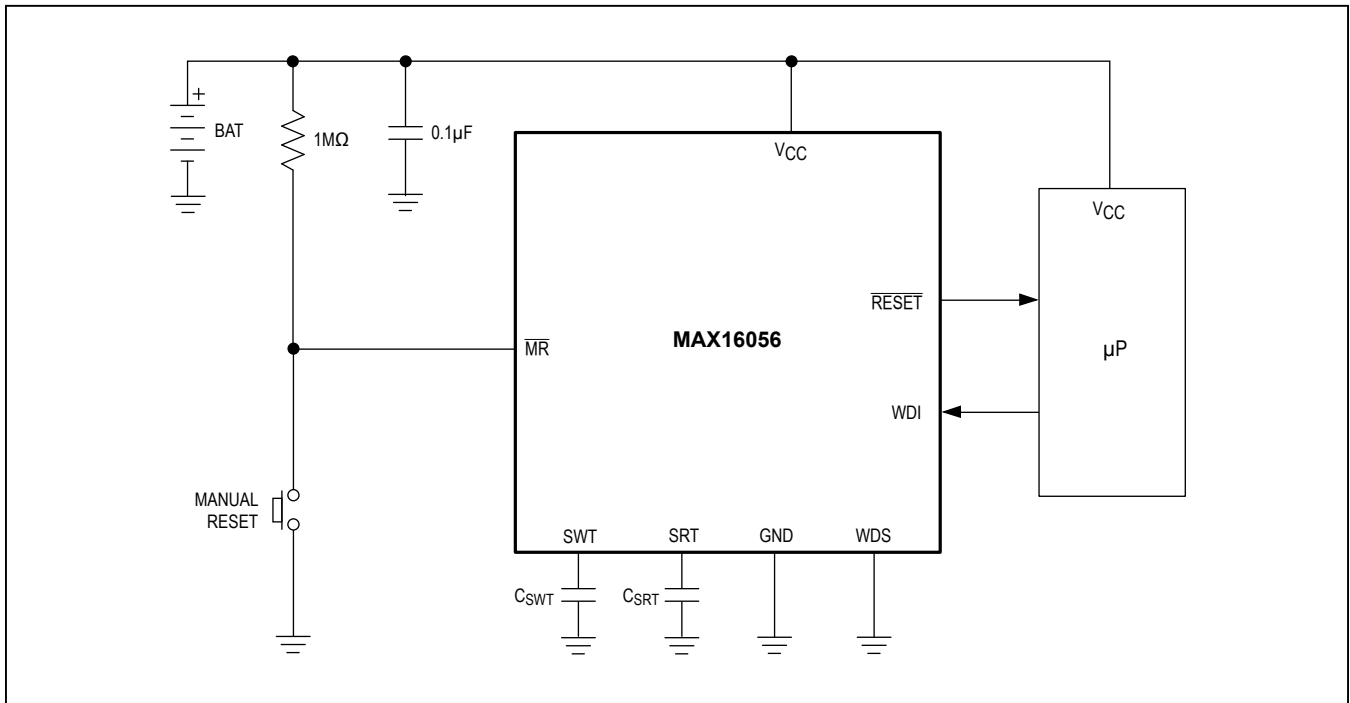 +
BAT
1MΩ
0.1µF
VCC
VCC
RESET
MAX16056
MR
µP
WDI
MANUAL
RESET
SWT
SRT
GND
WDS
CSWT
CSRT